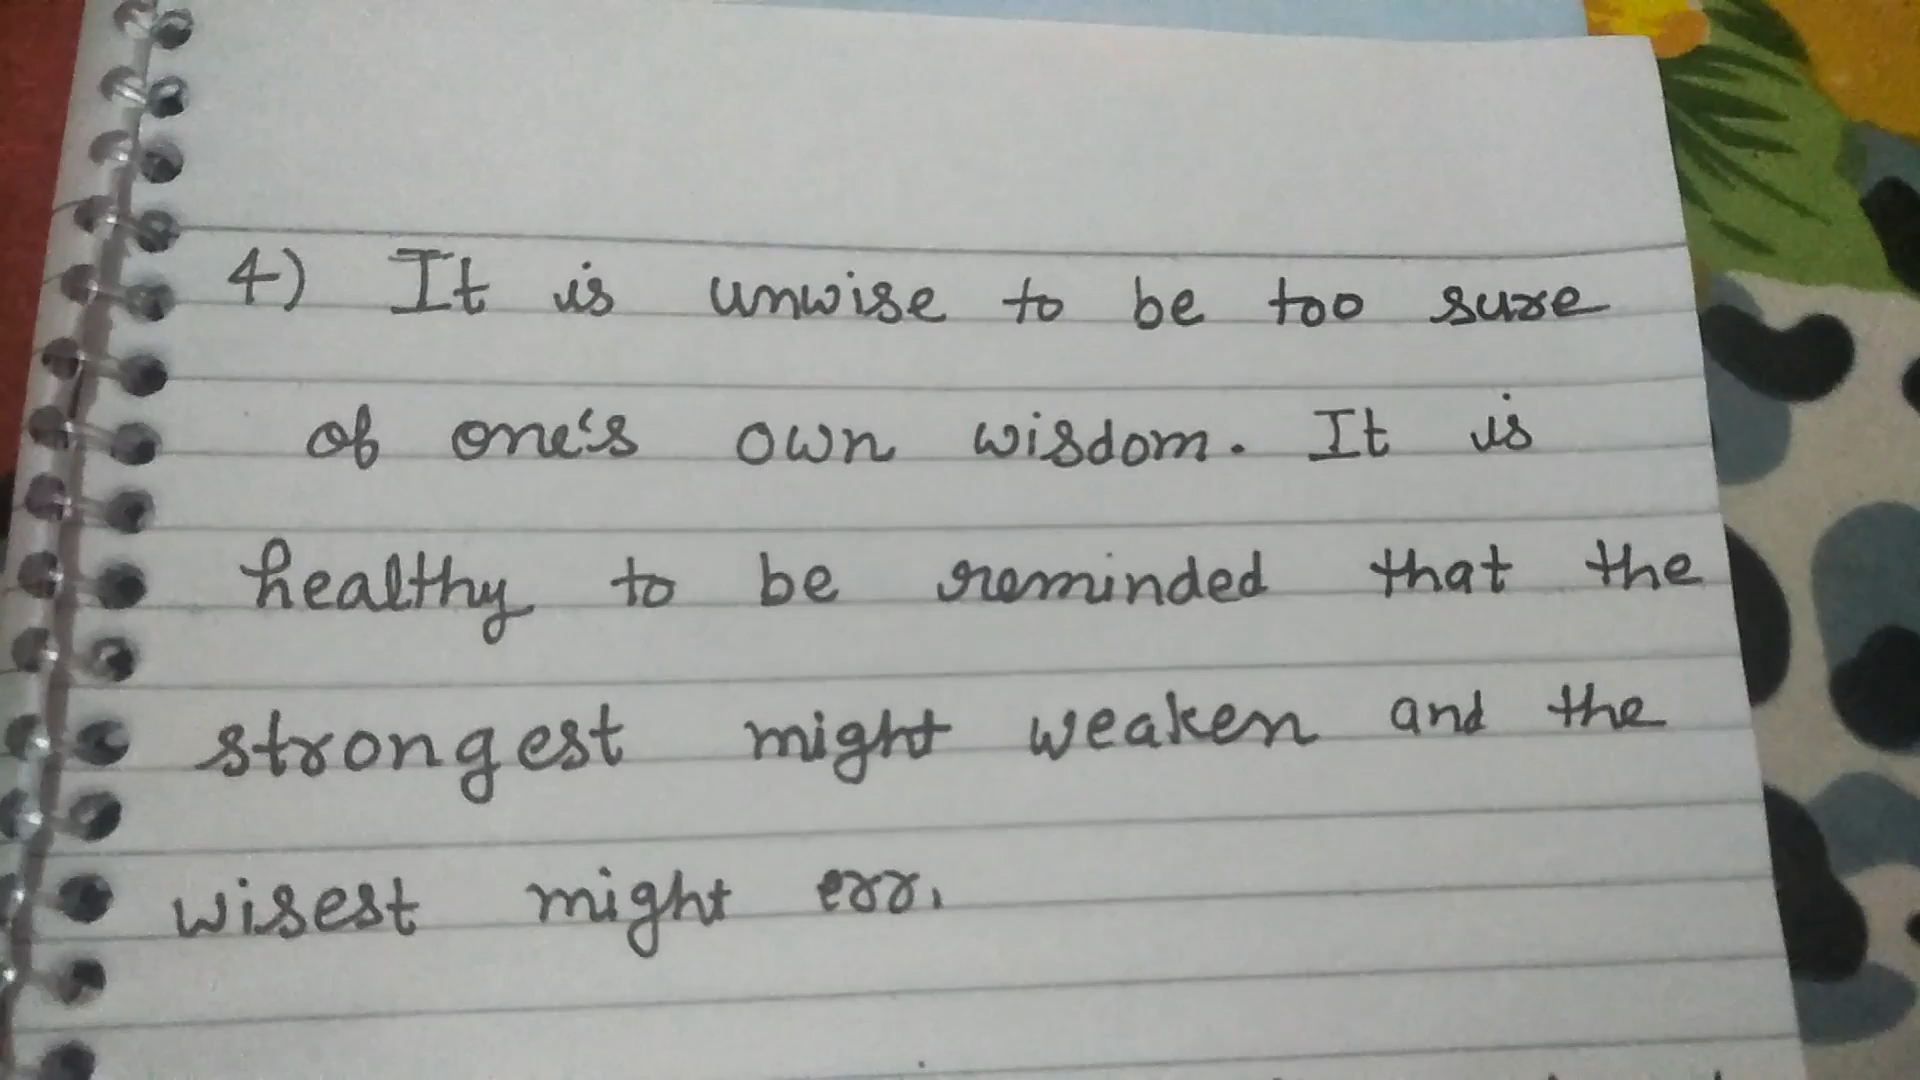 4) It is unwise to be too sure
of one's own wisdom. It is
healthy to be reminded that the
strongest might weaken and the
wisest might err.